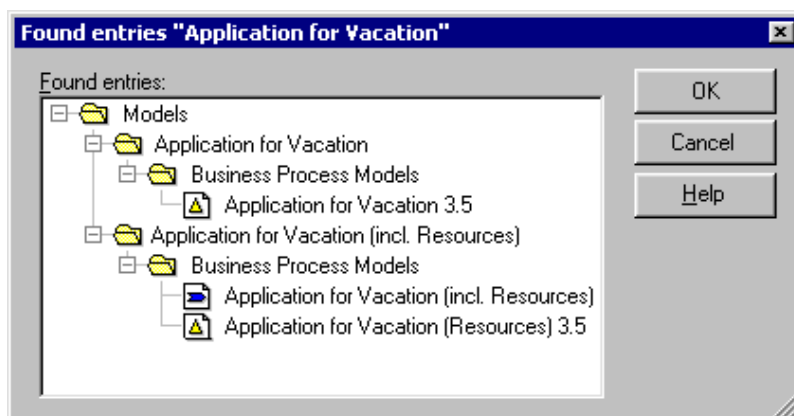 Found entries "Application for Vacation"
Found entries:
OK
Models
Application for Vacation
Cancel
Business Process Models
Application for Vacation 3.5
Help
Application for Vacation (incl. Resources)
Business Process Models
Application for Vacation (incl. Resources)
Application for Vacation (Resources) 3.5